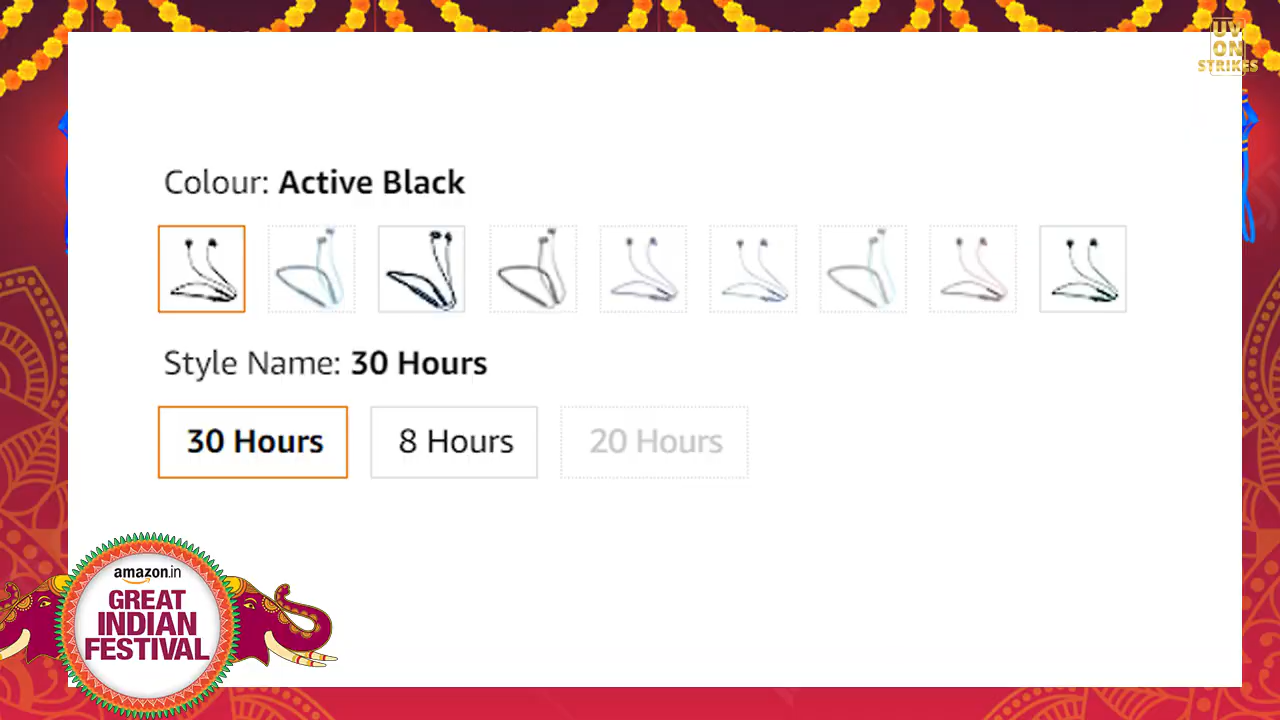 UV
ON
STRIKES
Colour: Active Black
Style Name: 30 Hours
30 Hours
8 Hours
20 Hours
amazon.in
GREAT
INDIAN
FESTIVAL